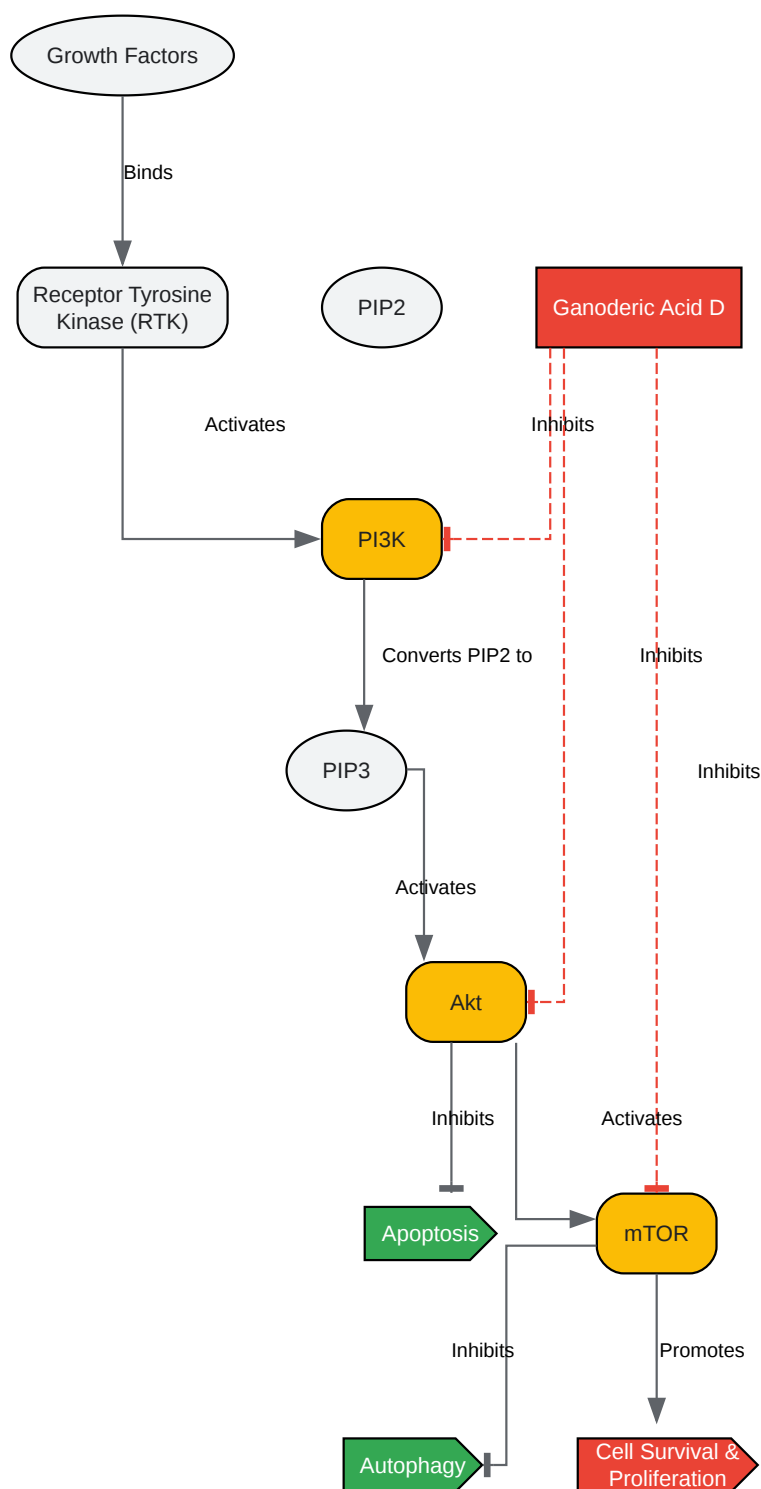 Growth Factors
Binds
Receptor Tyrosine
Kinase (RTK)
PIP2
Ganoderic Acid D
Activates
Inhibits
PI3K
Converts PIP2 to
Inhibits
PIP3
Inhibits
Activates
Akt
Inhibits
Activates
Apoptosis
mTOR
Inhibits
Promotes
Autophagy
Cell Survival &
Proliferation